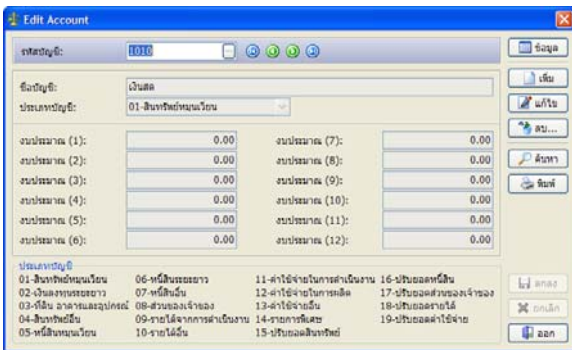 Edit Account
รหัสบัญชี: 1010 ... ข้อมูล
ชื่อบัญชี: เงินสด เพิ่ม
ประเภทบัญชี: 01-สินทรัพย์หมุนเวียน แก้ไข
ลบ...
งบประมาณ (1): 0.00 งบประมาณ (7): 0.00
งบประมาณ (2): 0.00 งบประมาณ (8): 0.00 ค้นหา
งบประมาณ (3): 0.00 งบประมาณ (9): 0.00 พิมพ์
งบประมาณ (4): 0.00 งบประมาณ (10): 0.00
งบประมาณ (5): 0.00 งบประมาณ (11): 0.00
งบประมาณ (6): 0.00 งบประมาณ (12): 0.00
ประเภทบัญชี
01-สินทรัพย์หมุนเวียน 06-หนี้สินระยะยาว 11-ค่าใช้จ่ายในการดำเนินงาน 16-ปรับยอดหนี้สิน
02-เงินลงทุนระยะยาว 07-หนี้สินอื่น 12-ค่าใช้จ่ายในการผลิต 17-ปรับยอดส่วนของเจ้าของ ตกลง
03-ที่ดิน อาคารและอุปกรณ์ 08-ส่วนของเจ้าของ 13-ค่าใช้จ่ายอื่น 18-ปรับยอดรายได้
04-สินทรัพย์อื่น 09-รายได้จากการดำเนินงาน 14-รายการพิเศษ 19-ปรับยอดค่าใช้จ่าย ยกเลิก
05-หนี้สินหมุนเวียน 10-รายได้อื่น 15-ปรับยอดสินทรัพย์ ออก